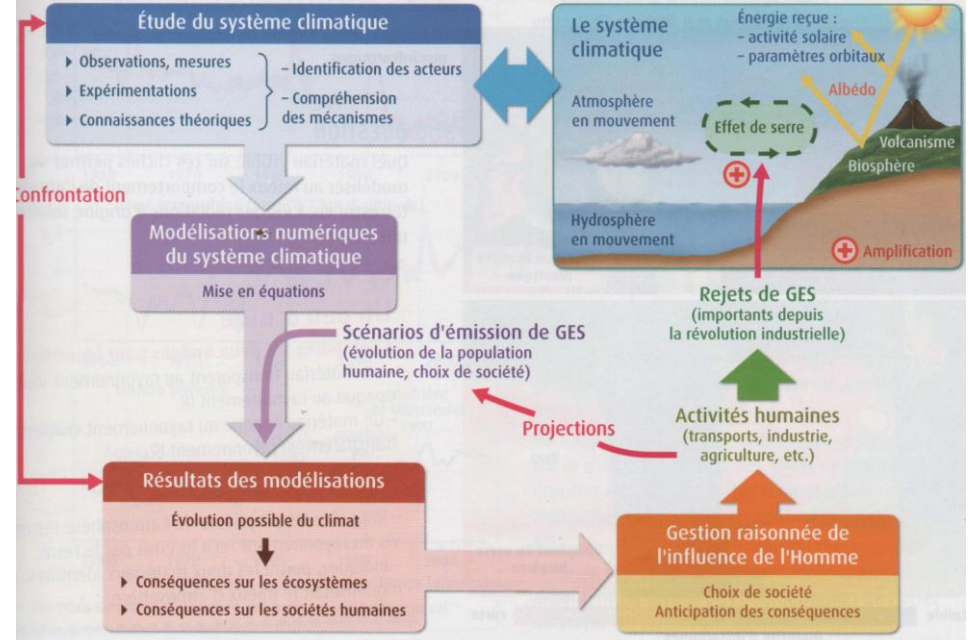 Étude du système climatique
Observations, mesures
Expérimentations
Connaissances théoriques
– Identification des acteurs
– Compréhension
des mécanismes
Le système
climatique
Énergie reçue :
– activité solaire
– paramètres orbitaux
Albédo
Atmosphère
en mouvement
Effet de serre
Volcanisme
Biosphère
Hydrosphère
en mouvement
Amplification
Confrontation
Modélisations numériques
du système climatique
Mise en équations
Scénarios d'émission de GES
(évolution de la population
humaine, choix de société)
Projections
Rejets de GES
(importants depuis
la révolution industrielle)
Activités humaines
(transports, industrie,
agriculture, etc.)
Résultats des modélisations
Évolution possible du climat
Conséquences sur les écosystèmes
Conséquences sur les sociétés humaines
Gestion raisonnée de
l'influence de l'Homme
Choix de société
Anticipation des conséquences